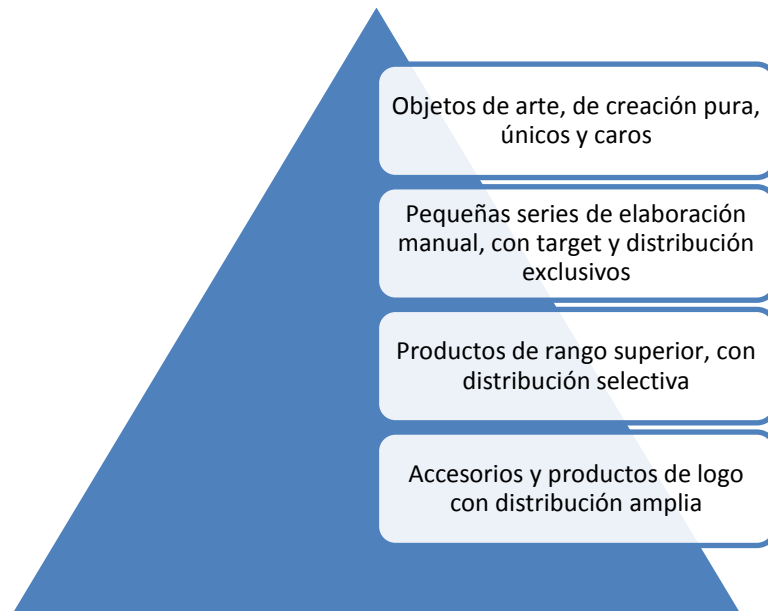 Objetos de arte, de creación pura,
únicos y caros
Pequeñas series de elaboración
manual, con target y distribución
exclusivos
Productos de rango superior, con
distribución selectiva
Accesorios y productos de logo
con distribución amplia